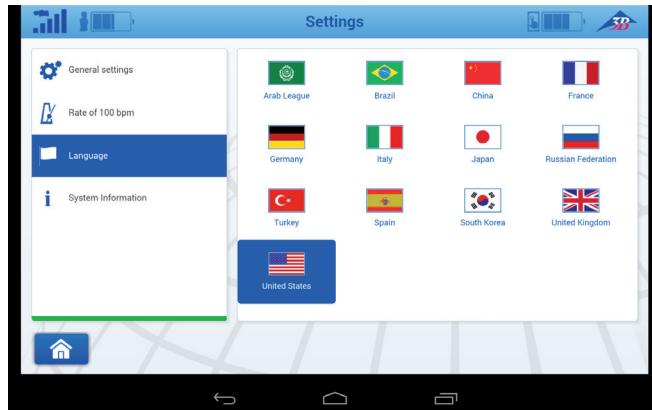 Settings
3B
General settings
Rate of 100 bpm
Language
System Information
Arab League
Brazil
China
France
Germany
Italy
Japan
Russian Federation
Turkey
Spain
South Korea
United Kingdom
United States